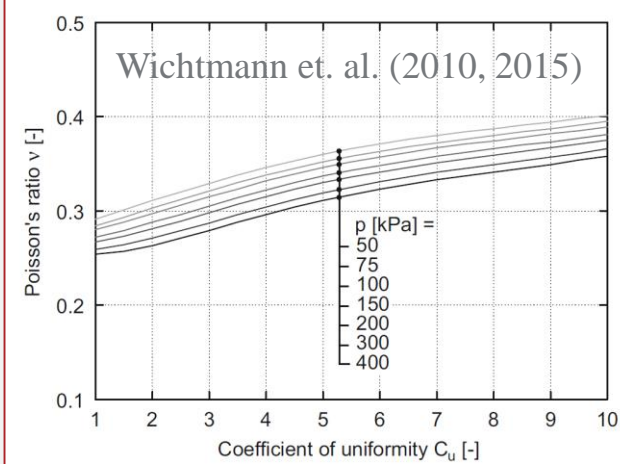 0.5
Wichtmann et. al. (2010, 2015)
0.4
Poisson's ratio ν [-]
0.3
p [kPa] =
50
75
100
150
200
300
400
0.2
0.1
1 2 3 4 5 6 7 8 9 10
Coefficient of uniformity Cu [-]